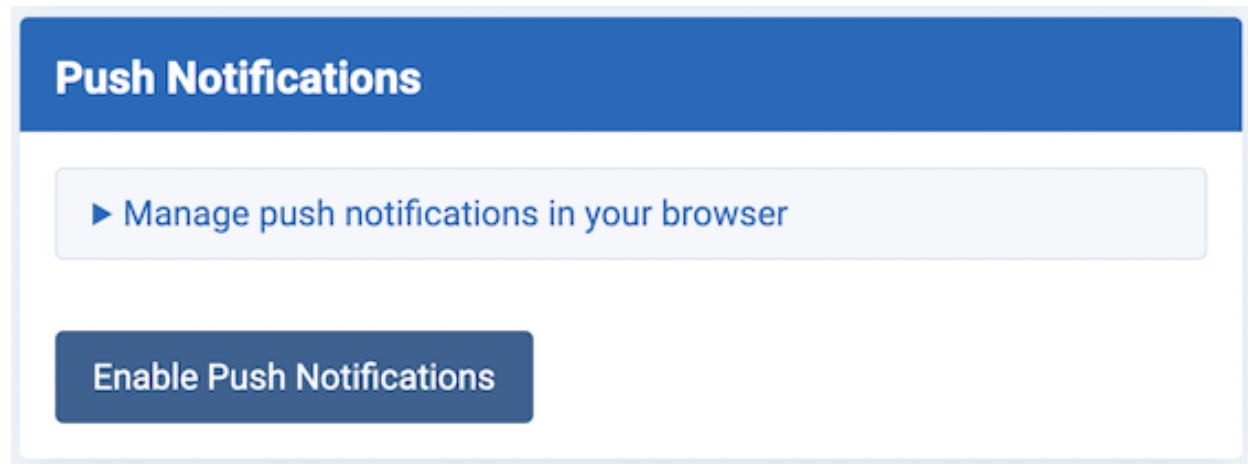 Push Notifications
Manage push notifications in your browser
Enable Push Notifications